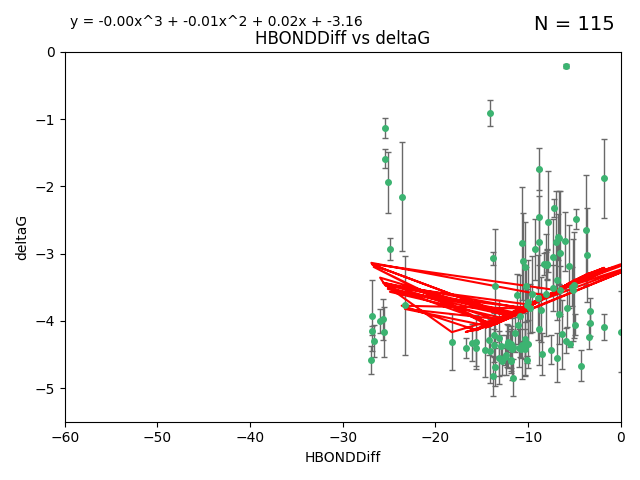 y = -0.00x^3 + -0.01x^2 + 0.02x + -3.16
N = 115
HBONDDiff vs deltaG
0
−1
−2
−3
−4
−5
deltaG
−60 −50 −40 −30 −20 −10 0
HBONDDiff